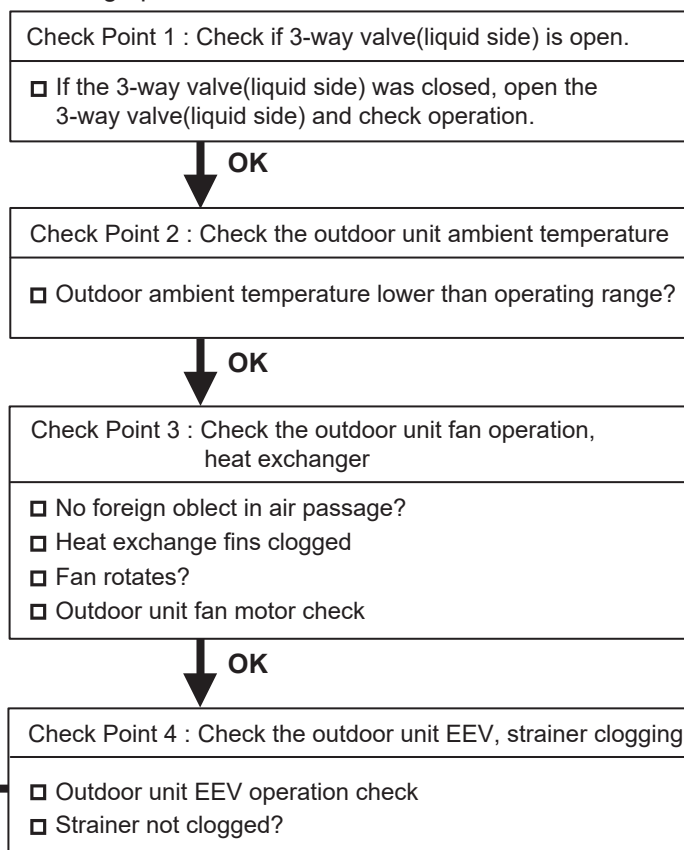 Check Point 1 : Check if 3-way valve(liquid side) is open.
If the 3-way valve(liquid side) was closed, open the
3-way valve(liquid side) and check operation.
OK
Check Point 2 : Check the outdoor unit ambient temperature
Outdoor ambient temperature lower than operating range?
OK
Check Point 3 : Check the outdoor unit fan operation,
heat exchanger
No foreign oblect in air passage?
Heat exchange fins clogged
Fan rotates?
Outdoor unit fan motor check
OK
Check Point 4 : Check the outdoor unit EEV, strainer clogging
Outdoor unit EEV operation check
Strainer not clogged?